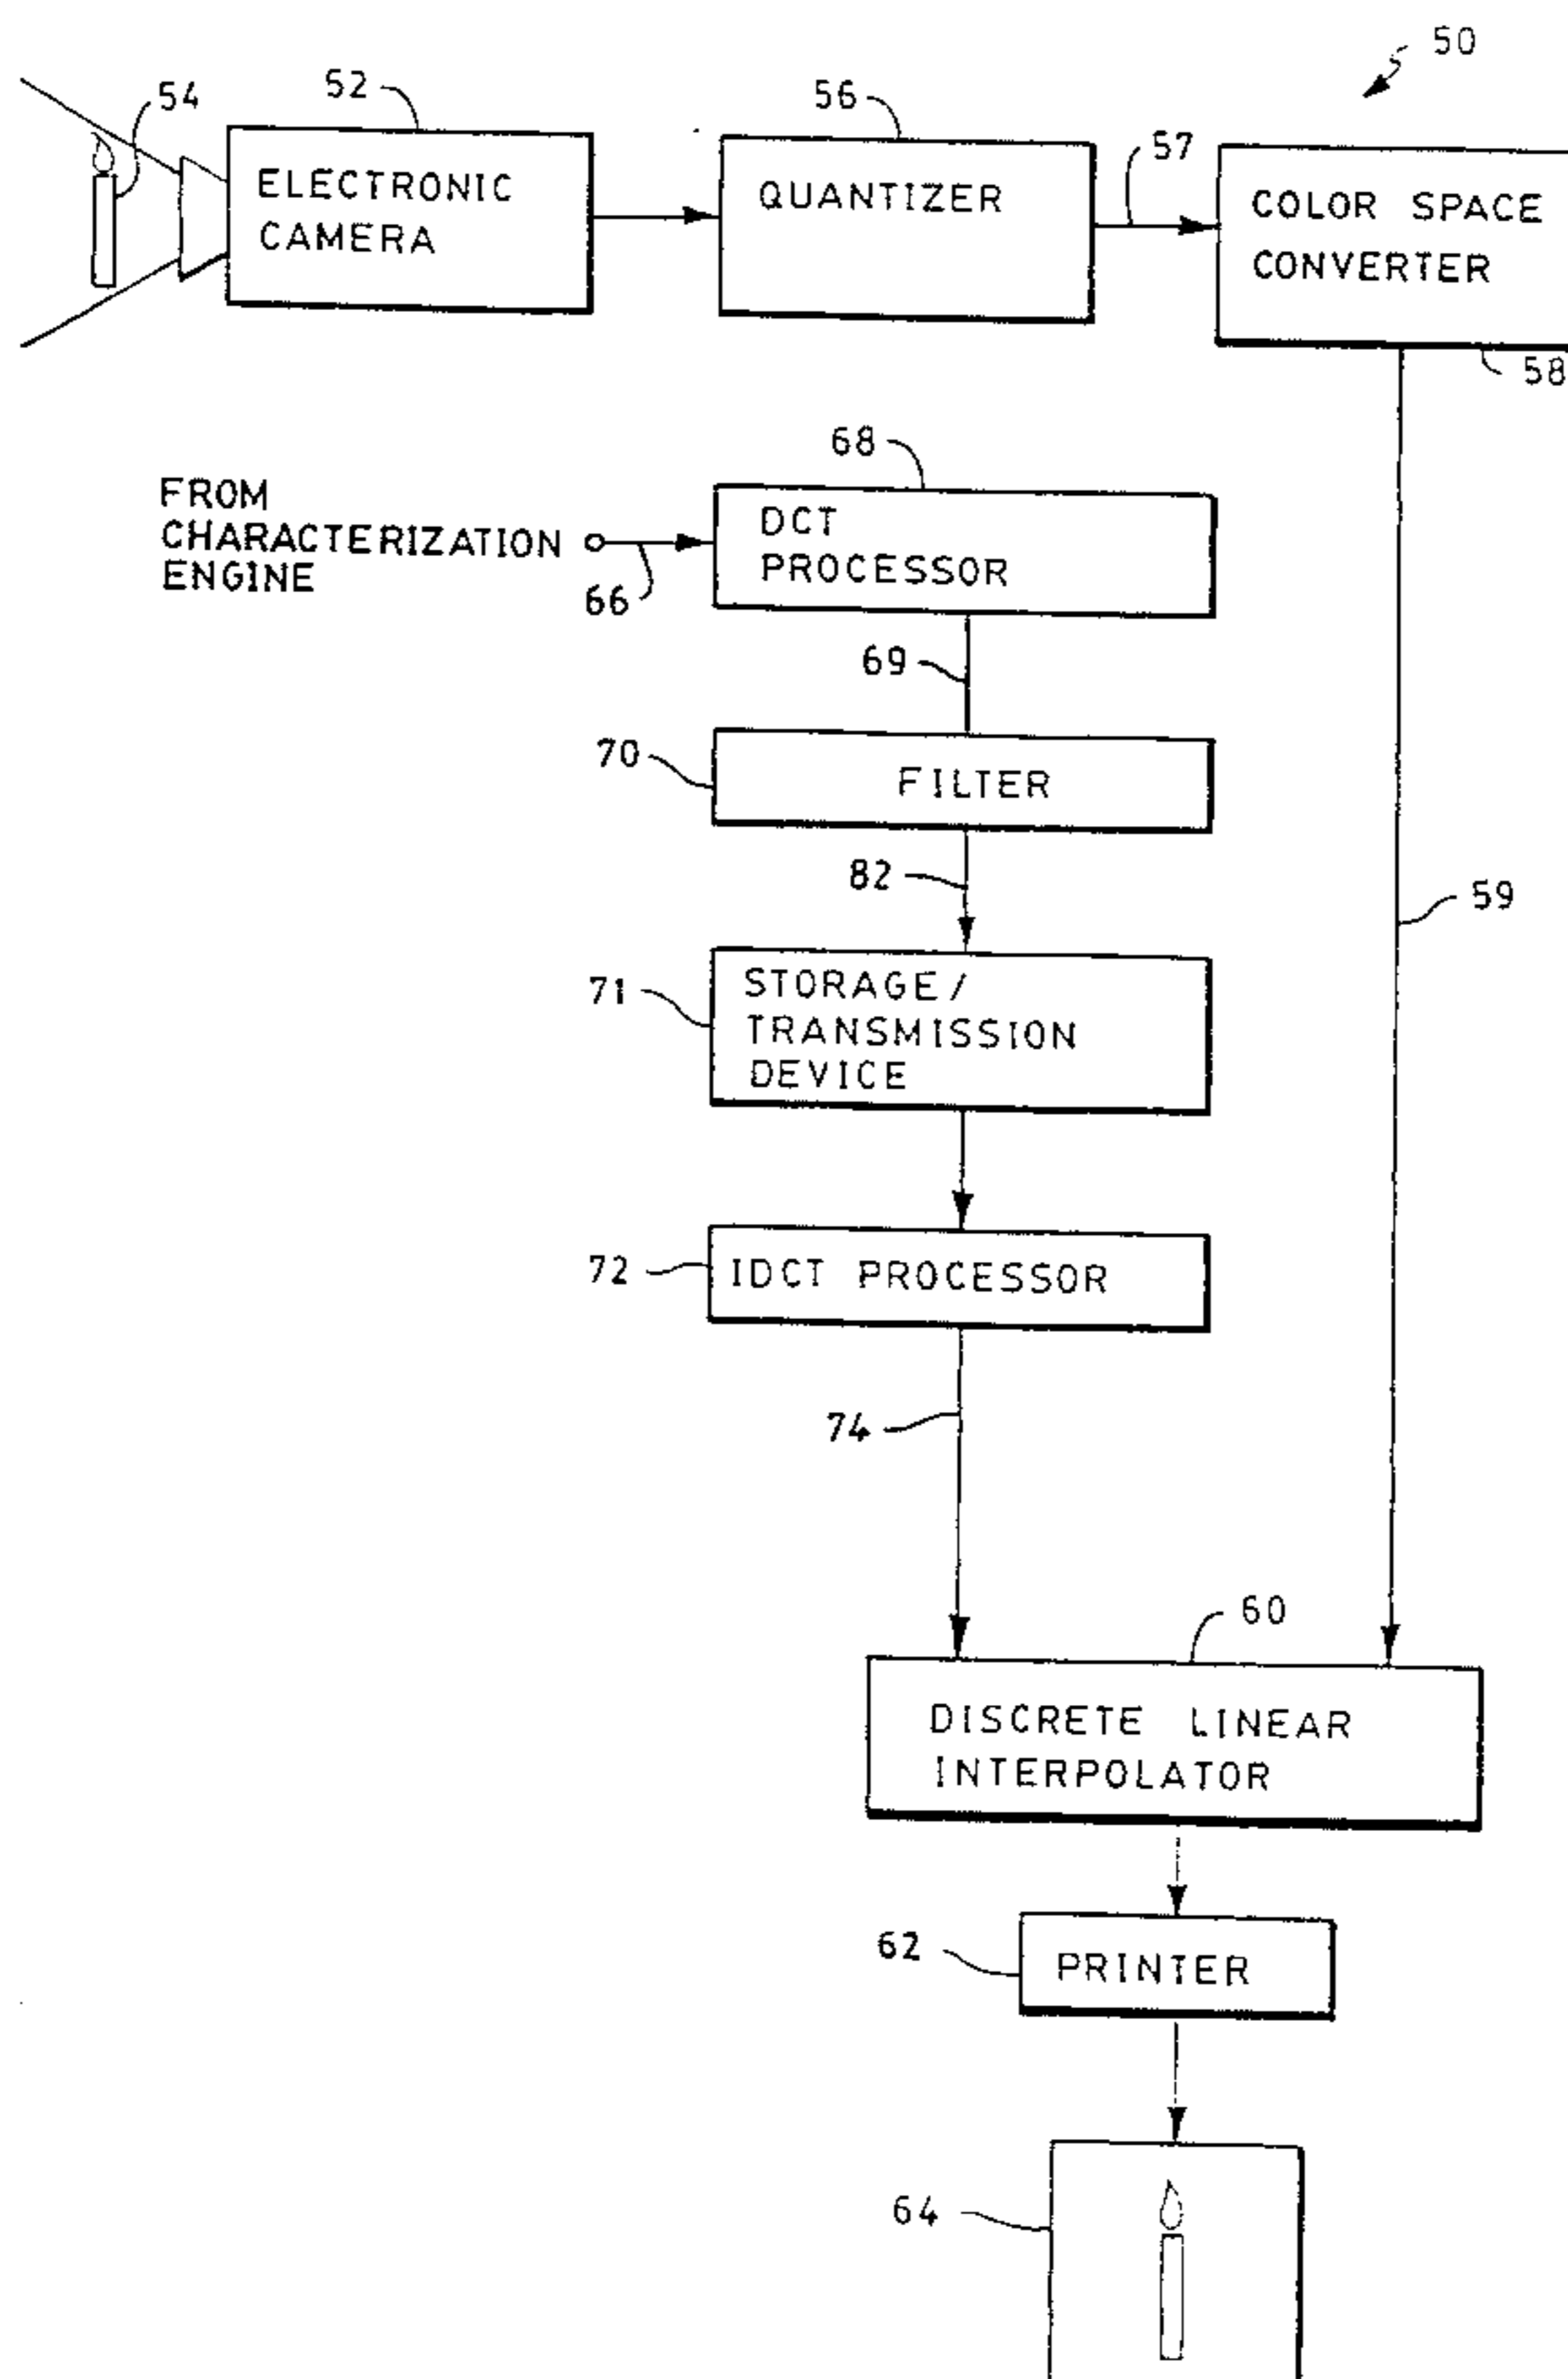 50
54
52
56
57
ELECTRONIC
CAMERA
QUANTIZER
COLOR SPACE
CONVERTER
58
68
FROM
CHARACTERIZATION
ENGINE
66
DCT
PROCESSOR
69
70
FILTER
82
59
71
STORAGE/
TRANSMISSION
DEVICE
72
IDCT PROCESSOR
74
60
DISCRETE LINEAR
INTERPOLATOR
62
PRINTER
64